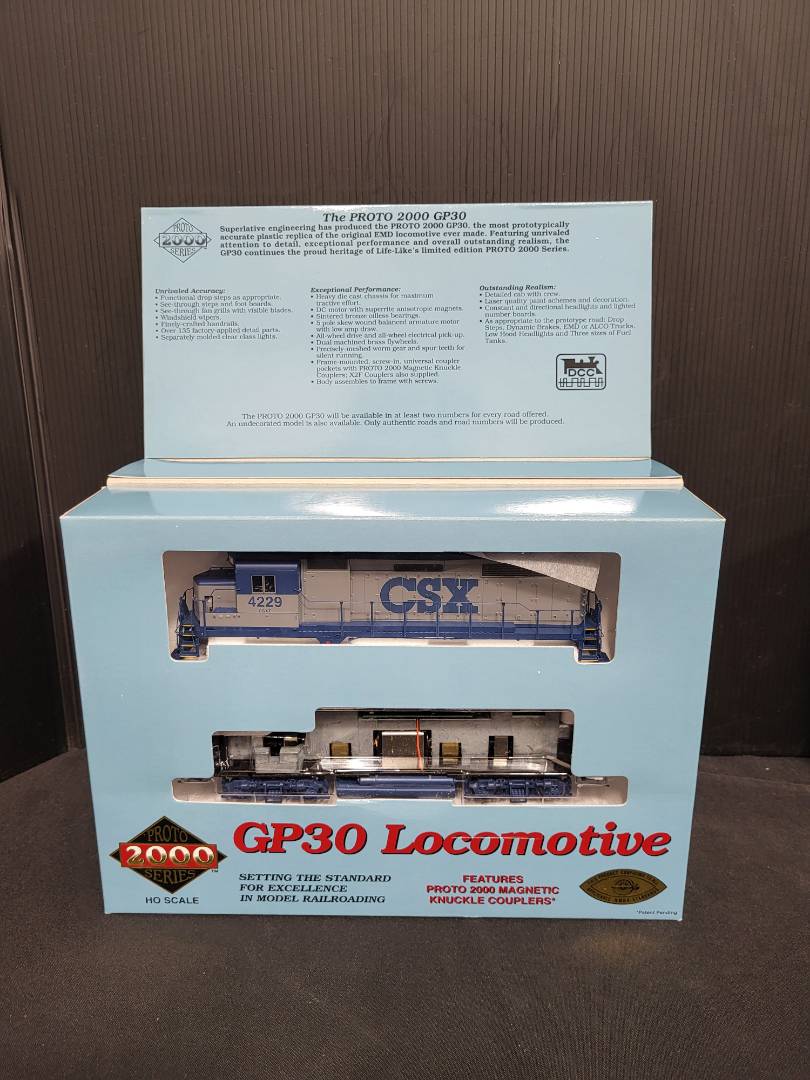 The PROTO 2000 GP30
PROTO
2000
SERIES
Superlative engineering has produced the PROTO 2000 GP30, the most prototypically
accurate plastic replica of the original EMD locomotive ever made. Featuring unrivaled
attention to detail, exceptional performance and overall outstanding realism, the
GP30 continues the proud heritage of Life-Like's limited edition PROTO 2000 Series.
Unrivaled Accuracy:
• Functional drop steps as appropriate.
• See-through steps and foot boards.
• See-through fan grills with visible blades.
• Windshield wipers.
• Finely-crafted handrails.
• Over 135 factory-applied detail parts.
• Separately molded clear class lights.
Exceptional Performance:
• Heavy die cast chassis for maximum
tractive effort.
• DC motor with superrite anisotropic magnets.
• Sintered bronze oilless bearings.
• 5 pole skew wound balanced armature motor
with low amp draw.
• All-wheel drive and all-wheel electrical pick-up.
• Dual machined brass flywheels.
• Precisely-meshed worm gear and spur teeth for
silent running.
• Frame-mounted, screw-in, universal coupler
pockets with PROTO 2000 Magnetic Knuckle
Couplers; X2F Couplers also supplied.
• Body assembles to frame with screws.
Outstanding Realism:
• Detailed cab with crew.
• Laser quality paint schemes and decoration.
• Constant and directional headlights and lighted
number boards.
• As appropriate to the prototype road: Drop
Steps, Dynamic Brakes, EMD or ALCO Trucks,
Low Hood Headlights and Three sizes of Fuel
Tanks.
DCC
The PROTO 2000 GP30 will be available in at least two numbers for every road offered.
An undecorated model is also available. Only authentic roads and road numbers will be produced.
4229
CSXT
CSX
PROTO
2000
SERIES
™
HO SCALE
GP30 Locomotive
SETTING THE STANDARD
FOR EXCELLENCE
IN MODEL RAILROADING
FEATURES
PROTO 2000 MAGNETIC
KNUCKLE COUPLERS*
*Patent Pending